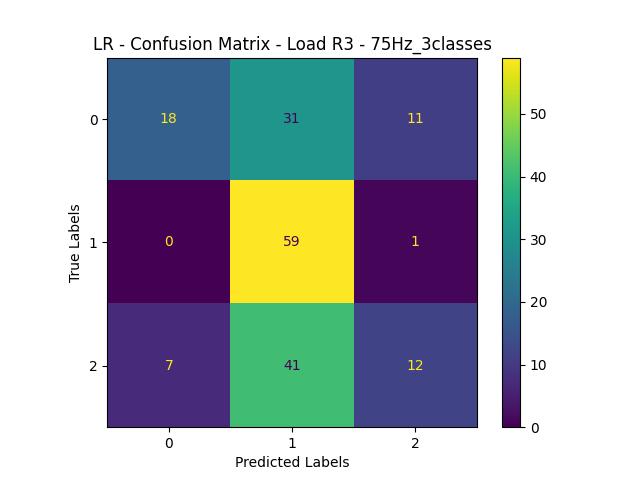 LR - Confusion Matrix - Load R3 - 75Hz_3classes
True Labels
0
18 31 11
1
0 59 1
2
7 41 12
0 1 2
Predicted Labels
50
40
30
20
10
0